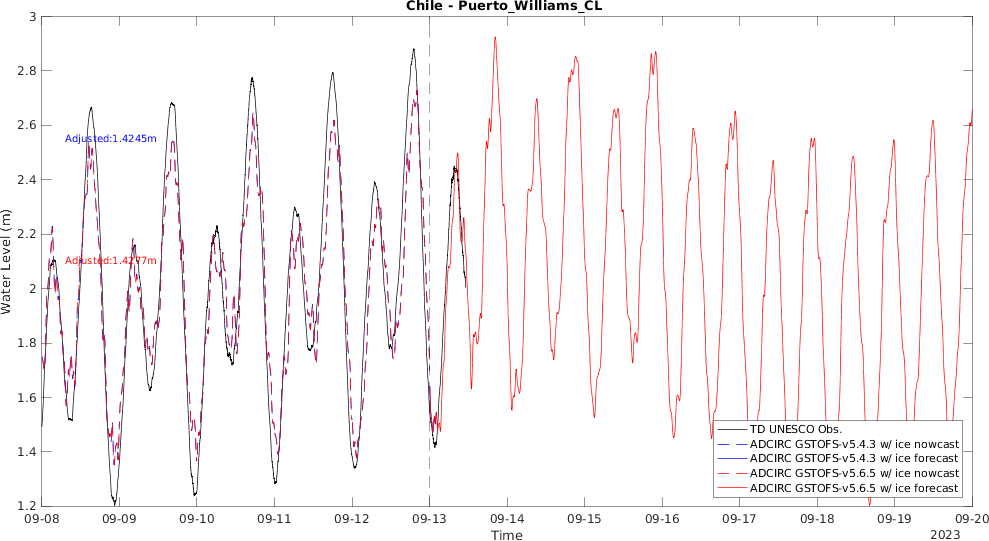 Chile - Puerto_Williams_CL
3
2.8
2.6
2.4
2.2
2
1.8
1.6
1.4
1.2
Water Level (m)
Adjusted:1.4245m
Adjusted:1.4277m
TD UNESCO Obs.
ADCIRC GSTOFS-v5.4.3 w/ ice nowcast
ADCIRC GSTOFS-v5.4.3 w/ ice forecast
ADCIRC GSTOFS-v5.6.5 w/ ice nowcast
ADCIRC GSTOFS-v5.6.5 w/ ice forecast
09-08 09-09 09-10 09-11 09-12 09-13 09-14 09-15 09-16 09-17 09-18 09-19 09-20
Time
2023